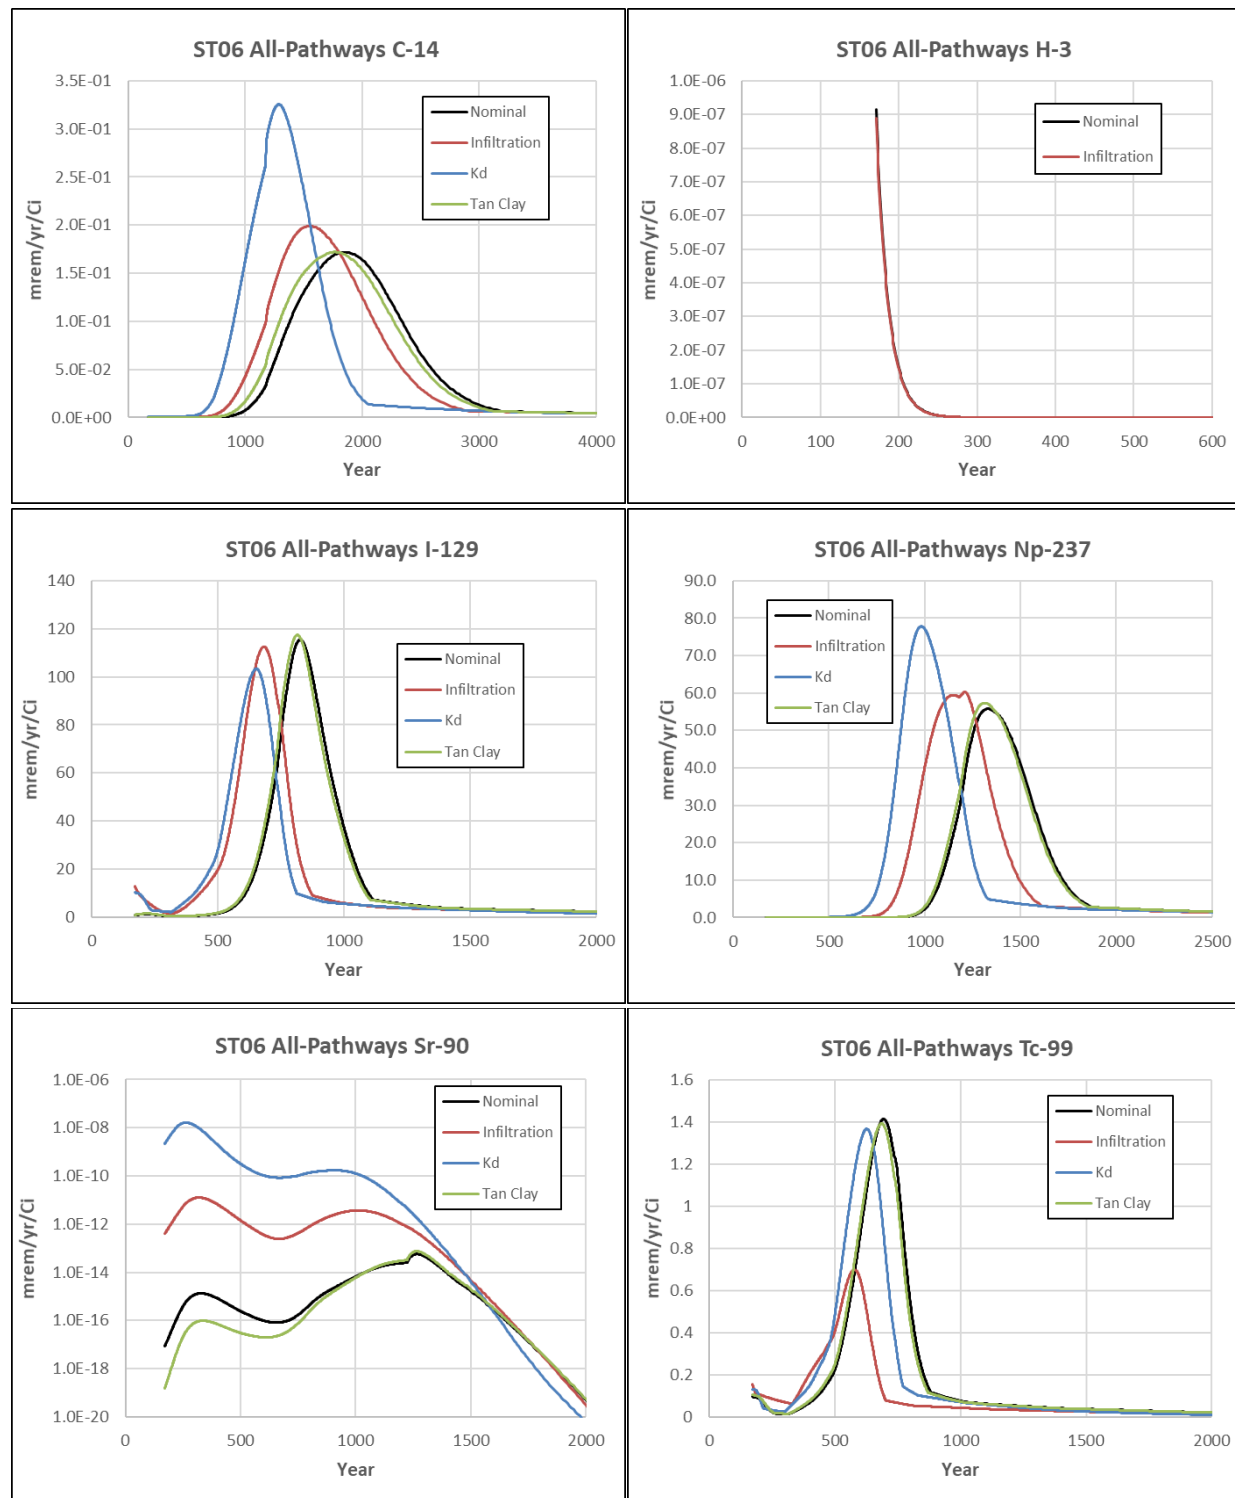 ST06 All-Pathways C-14
3.5E-01
3.0E-01
2.5E-01
2.0E-01
1.5E-01
1.0E-01
5.0E-02
0.0E+00
mrem/yr/Ci
0 1000 2000 3000 4000
Year
Nominal
Infiltration
Kd
Tan Clay
ST06 All-Pathways H-3
1.0E-06
9.0E-07
8.0E-07
7.0E-07
6.0E-07
5.0E-07
4.0E-07
3.0E-07
2.0E-07
1.0E-07
0.0E+00
mrem/yr/Ci
0 100 200 300 400 500 600
Year
Nominal
Infiltration
ST06 All-Pathways I-129
140
120
100
80
60
40
20
0
mrem/yr/Ci
0 500 1000 1500 2000
Year
Nominal
Infiltration
Kd
Tan Clay
ST06 All-Pathways Np-237
90.0
80.0
70.0
60.0
50.0
40.0
30.0
20.0
10.0
0.0
mrem/yr/Ci
0 500 1000 1500 2000 2500
Year
Nominal
Infiltration
Kd
Tan Clay
ST06 All-Pathways Sr-90
1.0E-06
1.0E-08
1.0E-10
1.0E-12
1.0E-14
1.0E-16
1.0E-18
1.0E-20
mrem/yr/Ci
0 500 1000 1500 2000
Year
Nominal
Infiltration
Kd
Tan Clay
ST06 All-Pathways Tc-99
1.6
1.4
1.2
1
0.8
0.6
0.4
0.2
0
mrem/yr/Ci
0 500 1000 1500 2000
Year
Nominal
Infiltration
Kd
Tan Clay